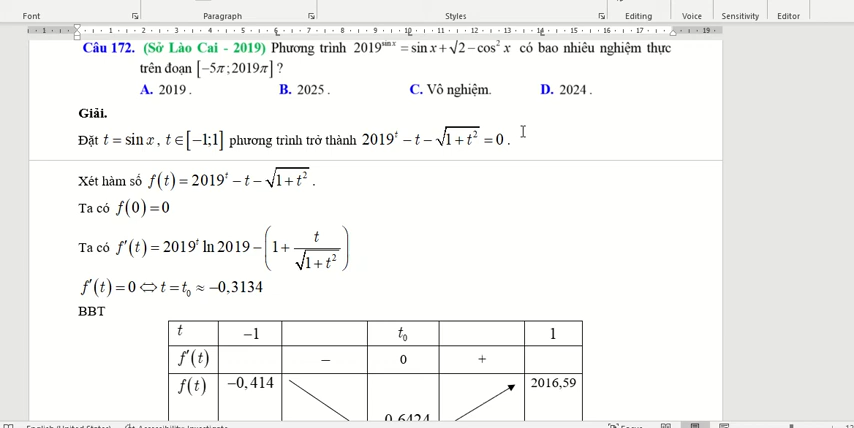 Font Paragraph Styles Editing Voice Sensitivity Editor
Câu 172. (Sở Lào Cai - 2019) Phương trình 2019^{sin x} = sin x + √2 − cos² x có bao nhiêu nghiệm thực
trên đoạn [−5π; 2019π] ?
A. 2019. B. 2025. C. Vô nghiệm. D. 2024.
Giải.
Đặt t = sin x, t ∈ [−1;1] phương trình trở thành 2019^t − t − √(1+t²) = 0.
Xét hàm số f(t) = 2019^t − t − √(1+t²).
Ta có f(0) = 0
Ta có f′(t) = 2019^t ln 2019 − (1 + t/√(1+t²))
f′(t) = 0 ⇔ t = t₀ ≈ −0,3134
BBT
t −1 t₀ 1
f′(t) − 0 +
f(t) −0,414 2016,59